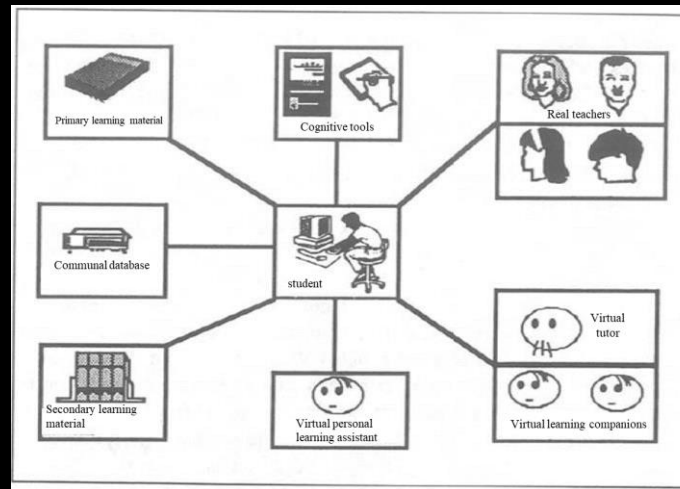 Primary learning material
Cognitive tools
Real teachers
Communal database
student
Virtual
tutor
Secondary learning
material
Virtual personal
learning assistant
Virtual learning companions